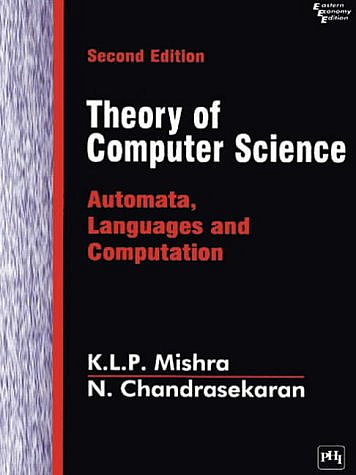 Eastern
Economy
Edition
Second Edition
Theory of
Computer Science
Automata,
Languages and
Computation
K.L.P. Mishra
N. Chandrasekaran
PHI